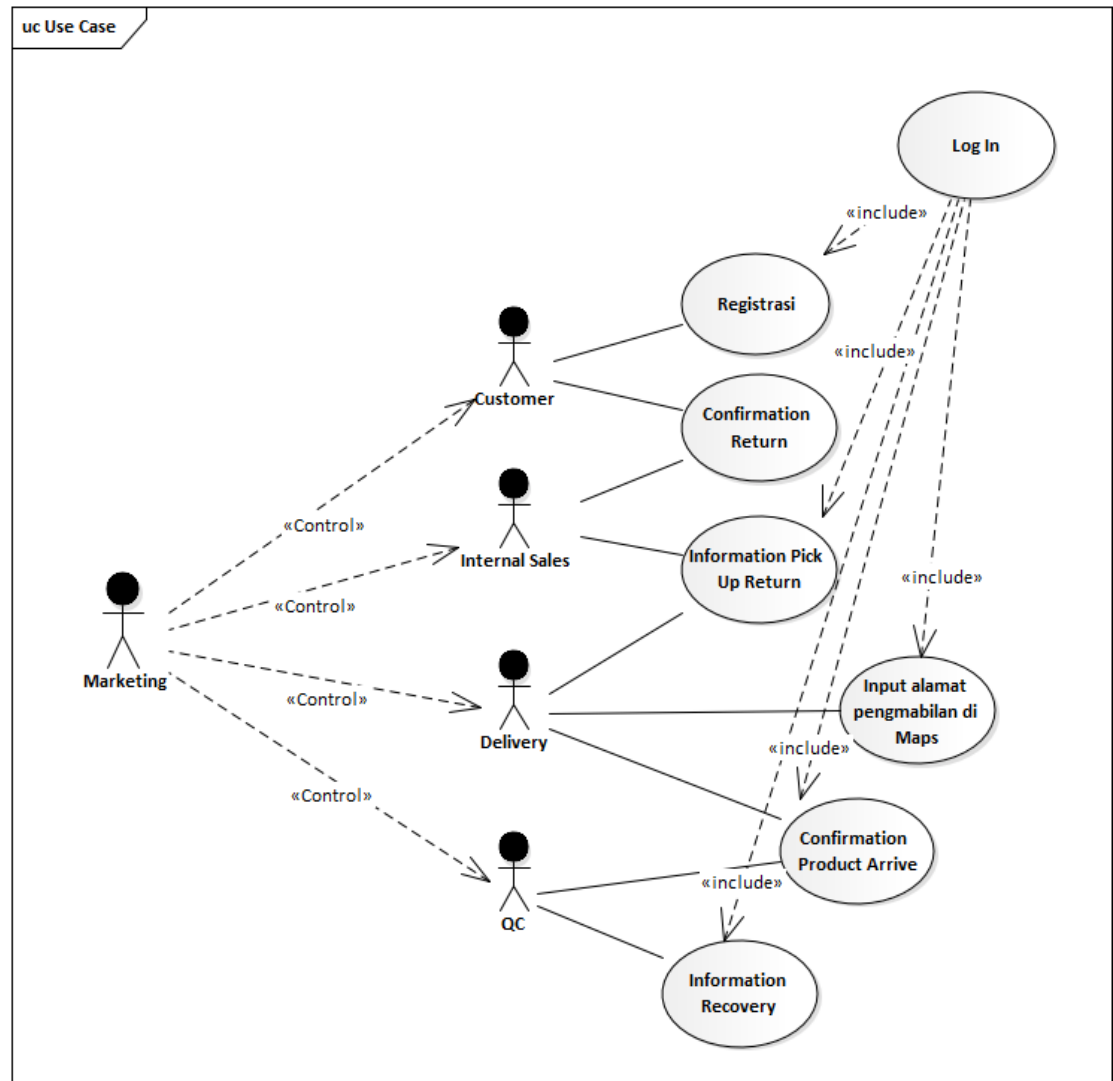 uc Use Case
Log In
«include»
Registrasi
«include»
Customer
Confirmation
Return
«Control»
Internal Sales
Information Pick
Up Return
«include»
«Control»
Marketing
Input alamat
pengmabilan di
Maps
«Control»
Delivery
«include»
«Control»
Confirmation
Product Arrive
«include»
QC
Information
Recovery